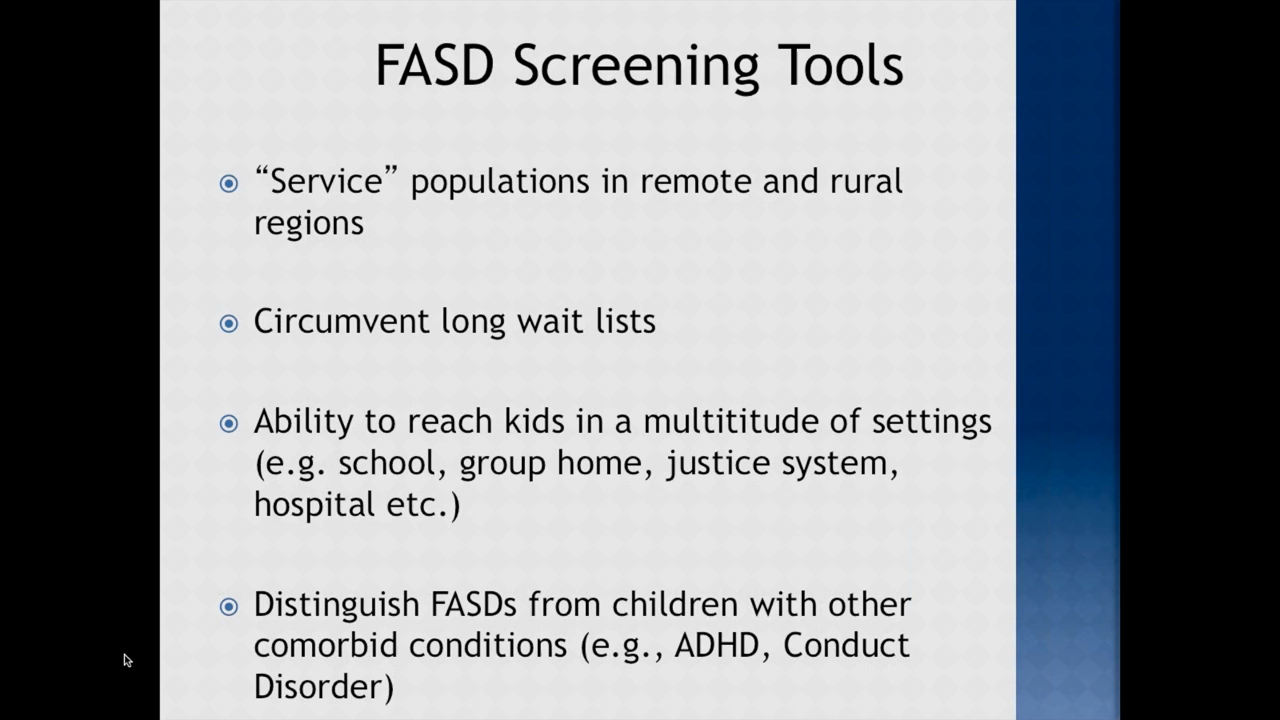 FASD Screening Tools
“Service” populations in remote and rural
regions
Circumvent long wait lists
Ability to reach kids in a multititude of settings
(e.g. school, group home, justice system,
hospital etc.)
Distinguish FASDs from children with other
comorbid conditions (e.g., ADHD, Conduct
Disorder)